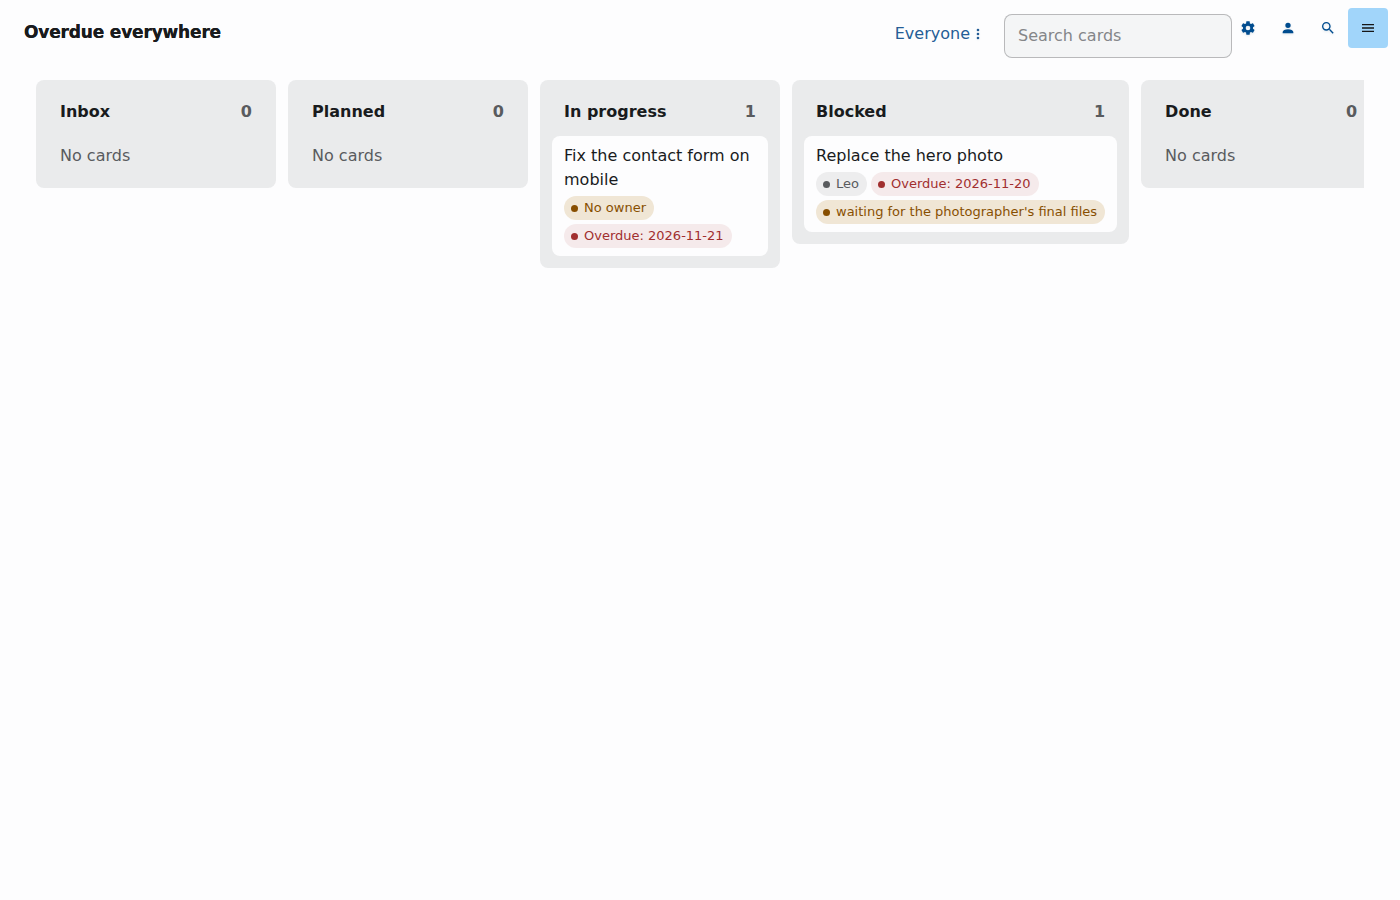 Overdue everywhere
Everyone
Search cards
Inbox 0
No cards
Planned 0
No cards
In progress 1
Fix the contact form on
mobile
No owner
Overdue: 2026-11-21
Blocked 1
Replace the hero photo
Leo Overdue: 2026-11-20
waiting for the photographer's final files
Done 0
No cards